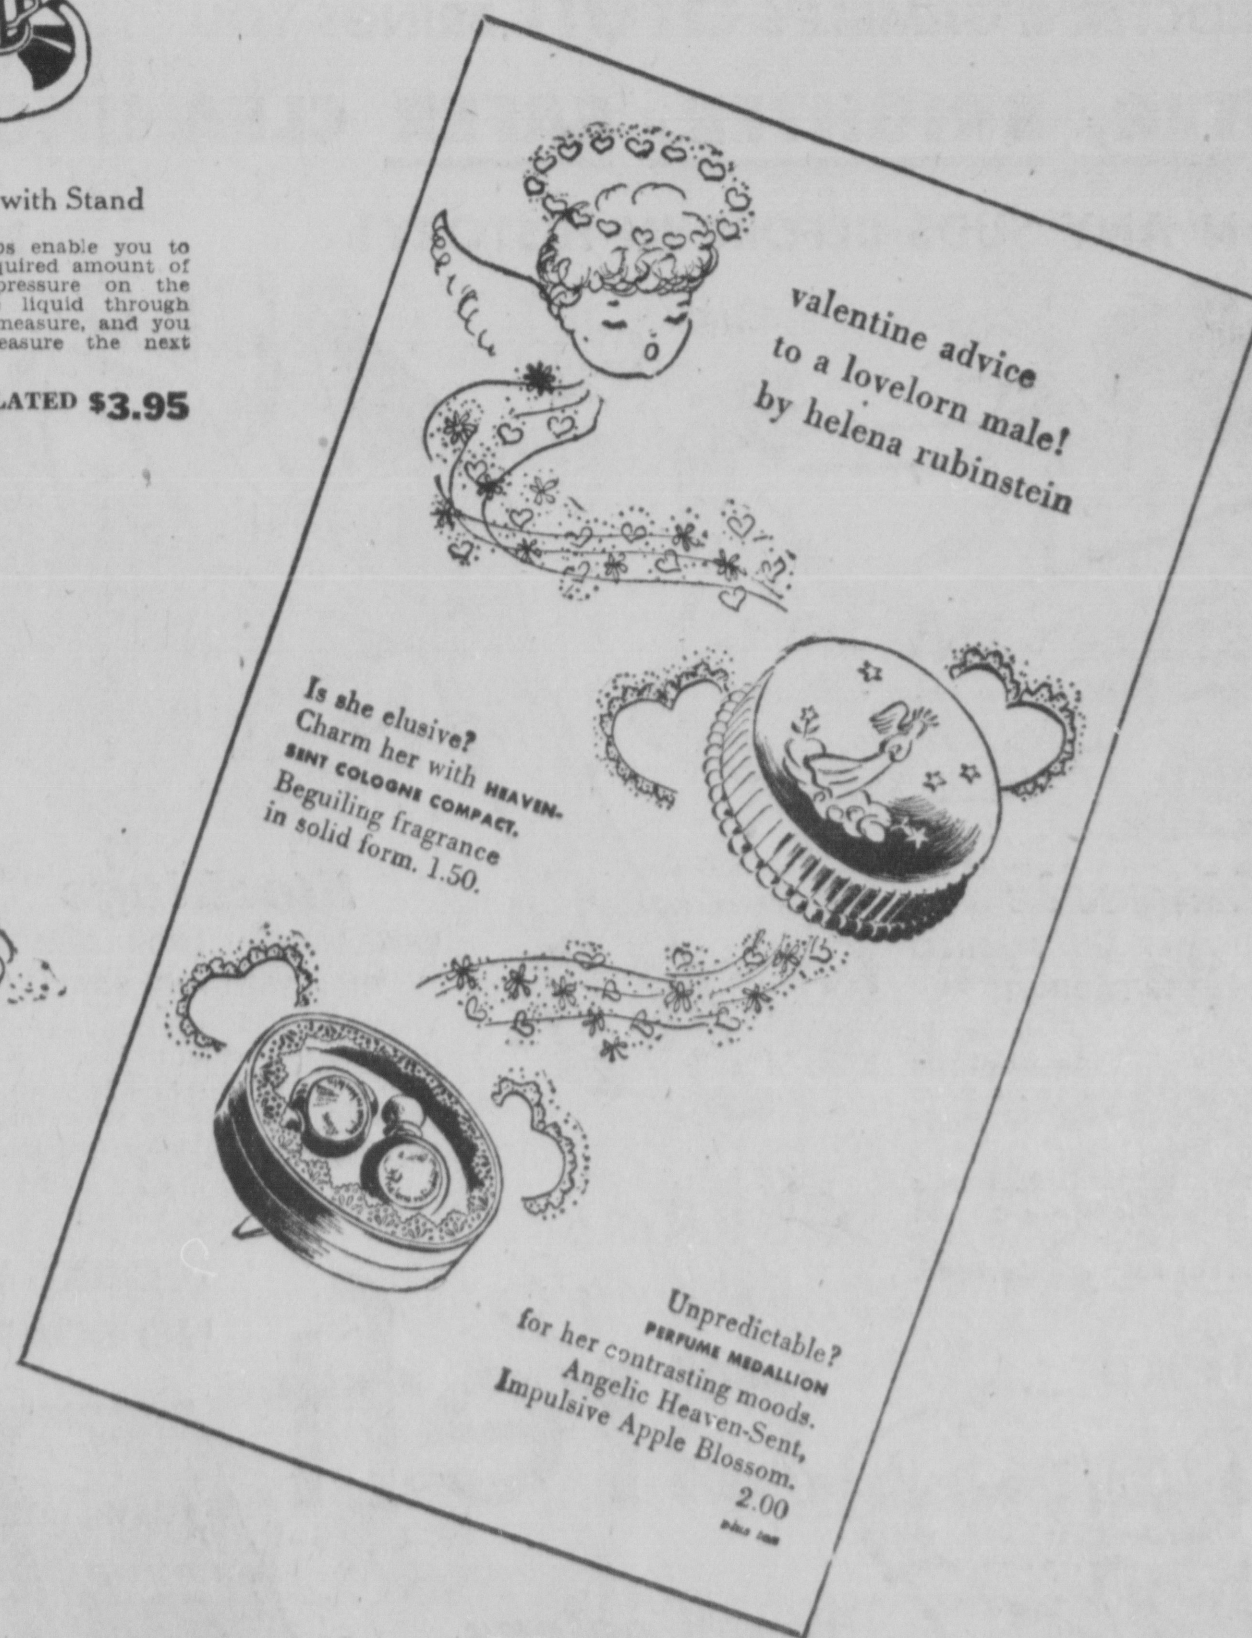 with Stand
enable you to
amount of
pressure on the
liquid through
measure, and you
measure the next
$3.95
valentine advice
to a lovelorn male!
by helena rubinstein
Is she elusive?
Charm her with HEAVEN-
SENT COLOGNE COMPACT.
Beguiling fragrance
in solid form. 1.50.
Unpredictable?
PERFUME MEDALLION
for her contrasting moods.
Angelic Heaven-Sent,
Impulsive Apple Blossom.
2.00
plus tax